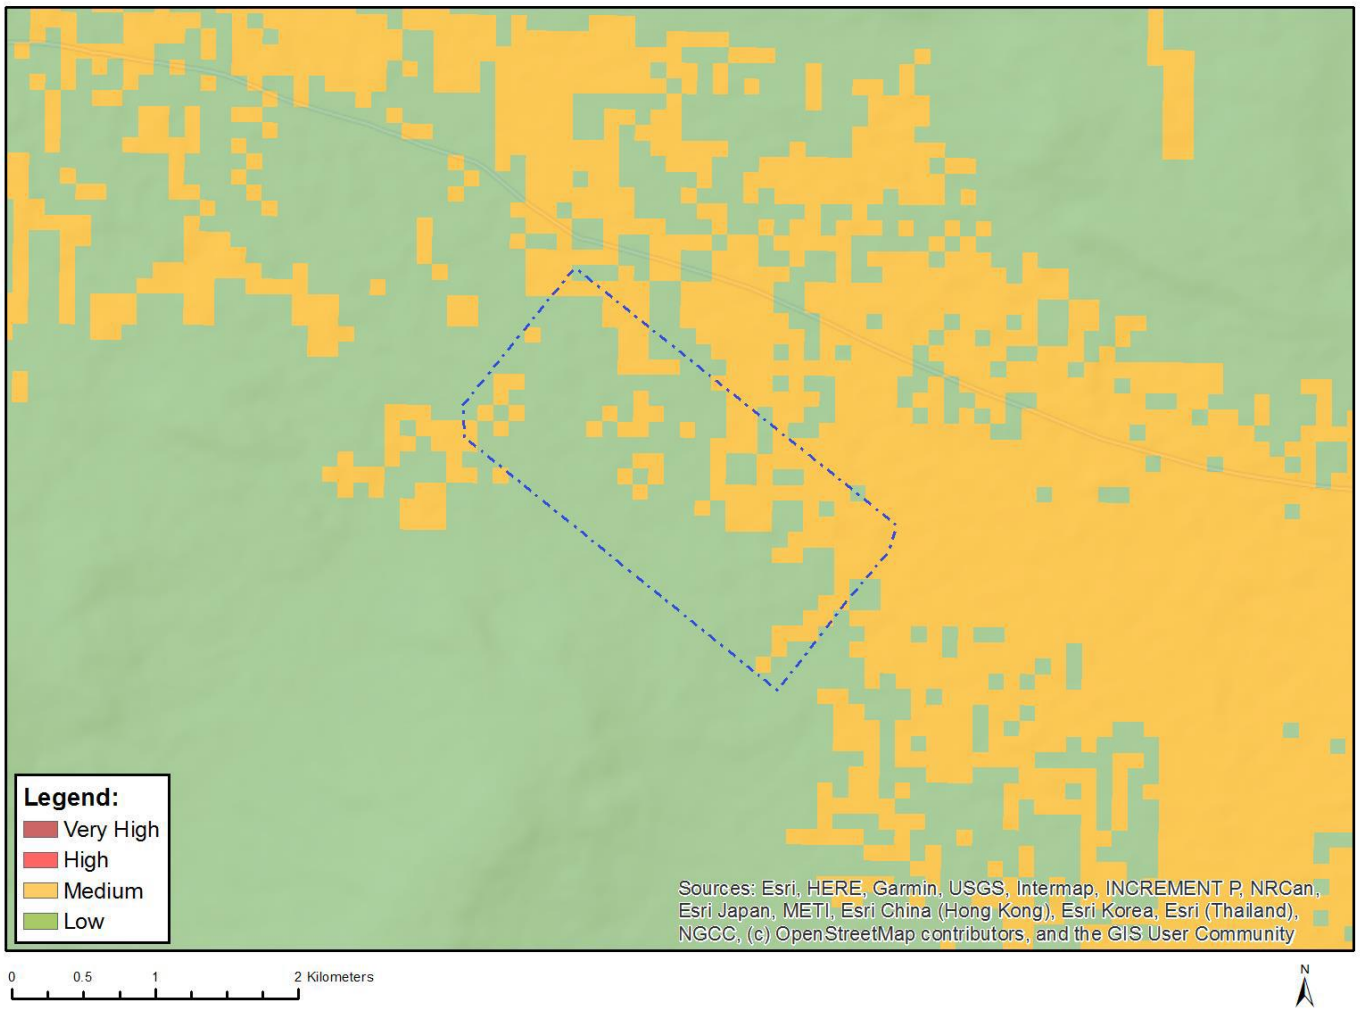 Legend:
Very High
High
Medium
Low
Sources: Esri, HERE, Garmin, USGS, Intermap, INCREMENT P, NRCan,
Esri Japan, METI, Esri China (Hong Kong), Esri Korea, Esri (Thailand),
NGCC, (c) OpenStreetMap contributors, and the GIS User Community
0 0.5 1 2 Kilometers
N